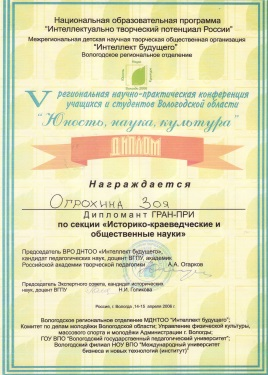 Национальная образовательная программа
"Интеллектуально творческий потенциал России"
Межрегиональная детская научная творческая общественная организация
"Интеллект будущего"
Вологодское региональное отделение
V региональная научно-практическая конференция
учащихся и студентов Вологодской области
"Юность, наука, культура"
ДИПЛОМ
Награждается
Огрохина Зоя
Дипломант ГРАН-ПРИ
по секции «Историко-краеведческие и
общественные науки»
Председатель ВРО ДНТОО «Интеллект будущего»,
кандидат педагогических наук, доцент ВГПУ, академик
Российской академии творческой педагогики А.А. Огарков
Председатель Экспертного совета, кандидат исторических
наук, доцент ВГПУ Н.И. Голикова
Россия, г. Вологда, 14-15 апреля 2008 г.
Вологодское региональное отделение МДНТОО "Интеллект будущего";
Комитет по делам молодёжи Вологодской области; Управление физической культуры,
массового спорта и молодёжи Администрации г. Вологды;
ГОУ ВПО "Вологодский государственный педагогический университет";
Вологодский филиал НОУ ВПО "Международный университет
бизнеса и новых технологий (институт)"